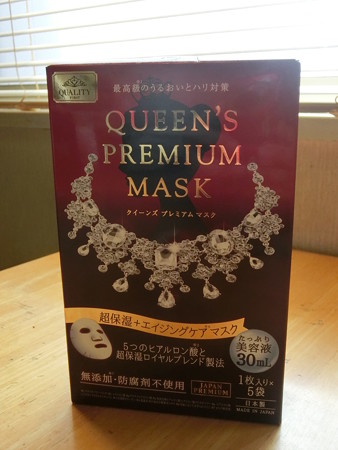 QUALITY
最高級のうるおいとハリ対策
QUEEN'S
PREMIUM
MASK
クイーンズ プレミアム マスク
超保湿+エイジングケアマスク
5つのヒアルロン酸と
超保湿ロイヤルブレンド製法
たっぷり
美容液
30mL
無添加・防腐剤不使用
JAPAN
PREMIUM
1枚入り×
5袋
日本製
MADE IN JAPAN